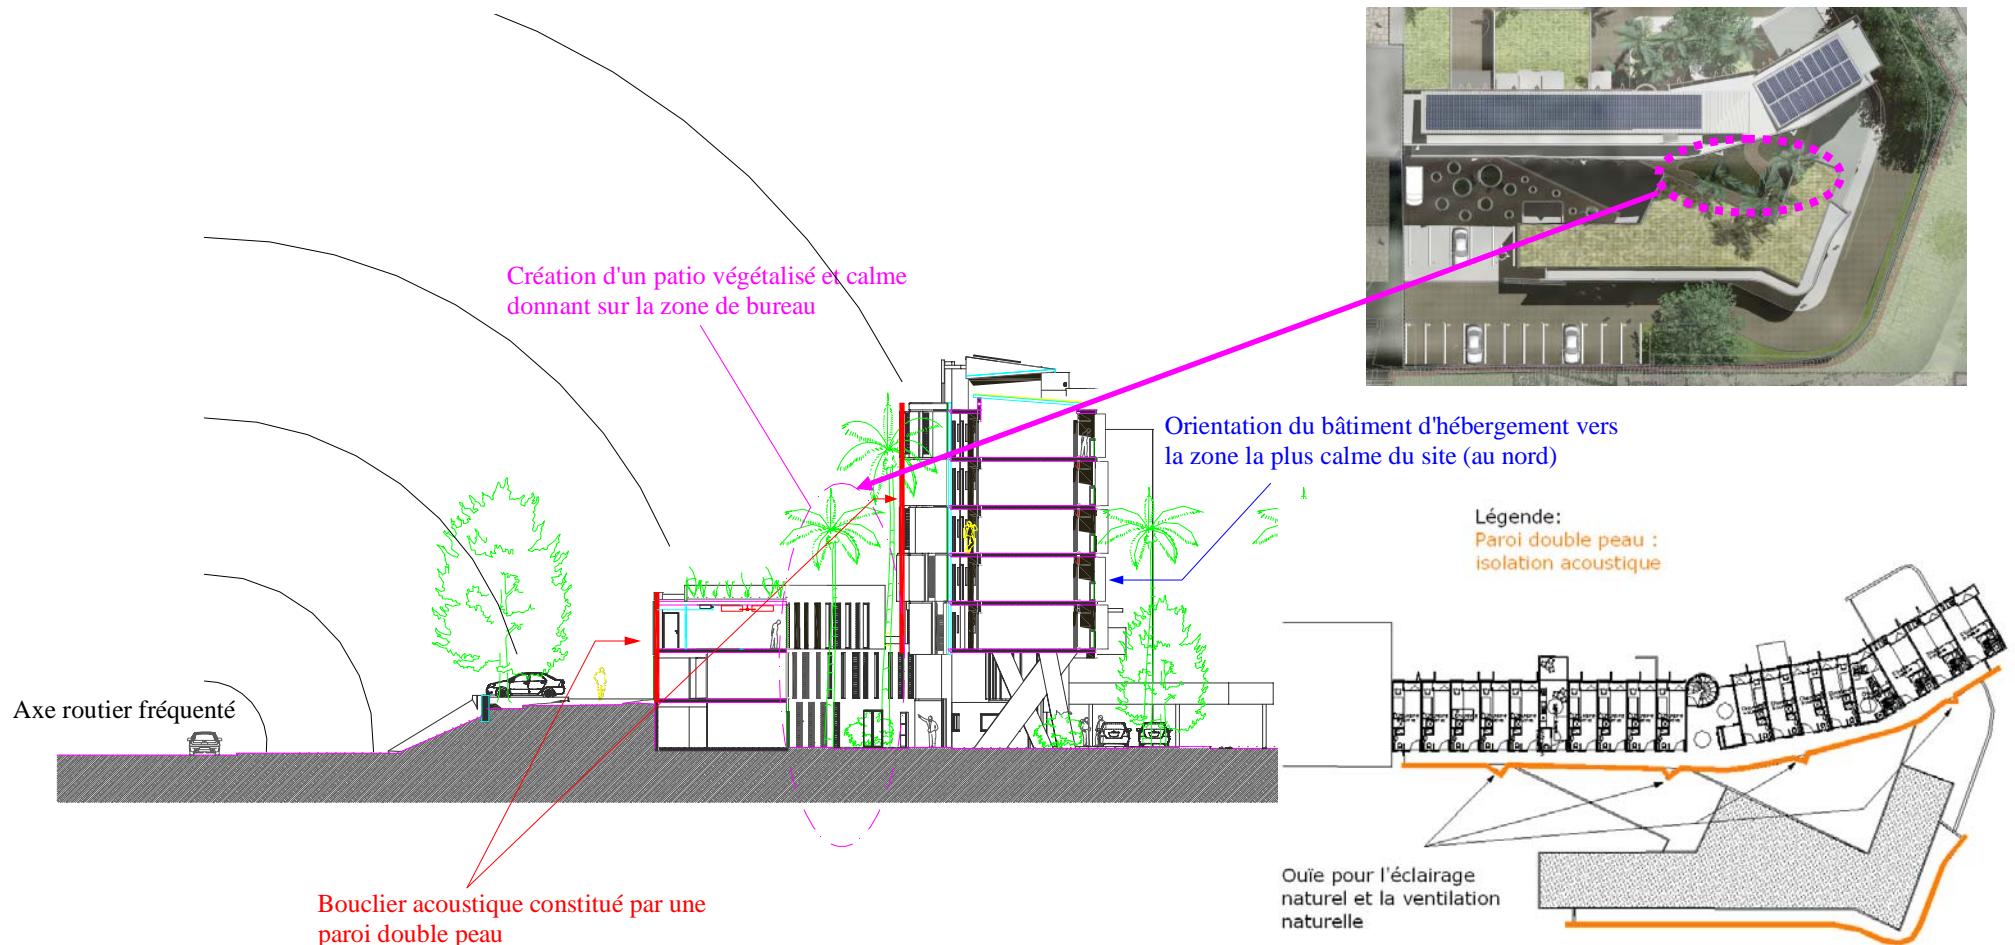 Création d'un patio végétalisé et calme
donnant sur la zone de bureau
Orientation du bâtiment d'hébergement vers
la zone la plus calme du site (au nord)
Légende:
Paroi double peau :
isolation acoustique
Axe routier fréquenté
Ouïe pour l'éclairage
naturel et la ventilation
naturelle
Bouclier acoustique constitué par une
paroi double peau